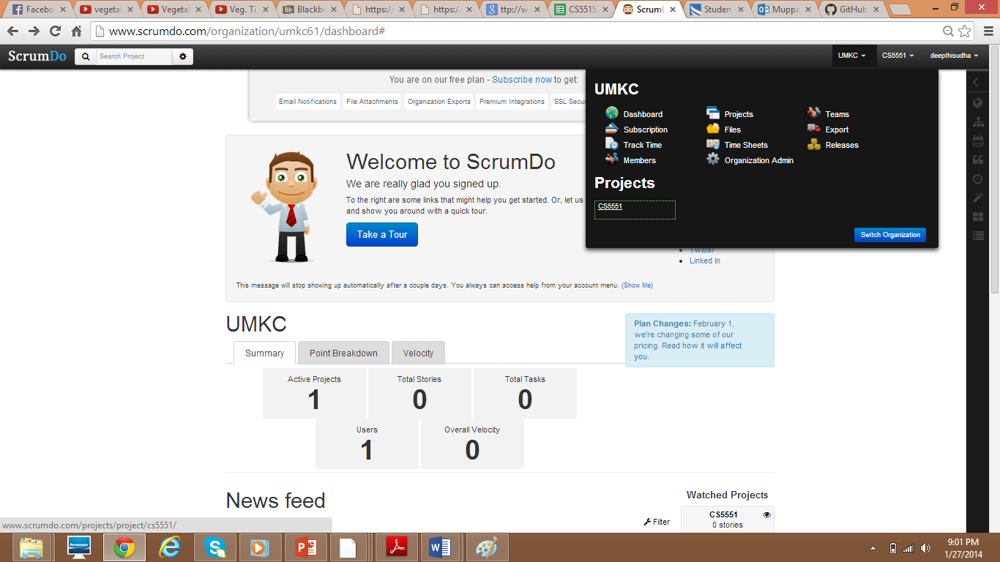 Facebo
vegetal
Vegetal
Veg. Ti
Bb Blackbo
https:/
https:/
ttp://w
CS551S
ScrumD
Studen
Muppa
GitHub
www.scrumdo.com/organization/umkc61/dashboard#
ScrumDo
Search Project
UMKC
CS5551
deepthisudha
You are on our free plan - Subscribe now to get:
Email Notifications
File Attachments
Organization Exports
Premium Integrations
SSL Secu
UMKC
Dashboard
Projects
Teams
Subscription
Files
Export
Track Time
Time Sheets
Releases
Members
Organization Admin
Projects
CS5551
Switch Organization
Welcome to ScrumDo
We are really glad you signed up.
To the right are some links that might help you get started. Or, let us
and show you around with a quick tour.
Take a Tour
Twitter
Linked In
This message will stop showing up automatically after a couple days. You always can access help from your account menu. (Show Me)
UMKC
Plan Changes: February 1,
we're changing some of our
pricing. Read how it will affect
you.
Summary
Point Breakdown
Velocity
Active Projects
1
Total Stories
0
Total Tasks
0
Users
1
Overall Velocity
0
News feed
Filter
Watched Projects
CS5551
0 stories
www.scrumdo.com/projects/project/cs5551/
lenovo
9:01 PM
1/27/2014